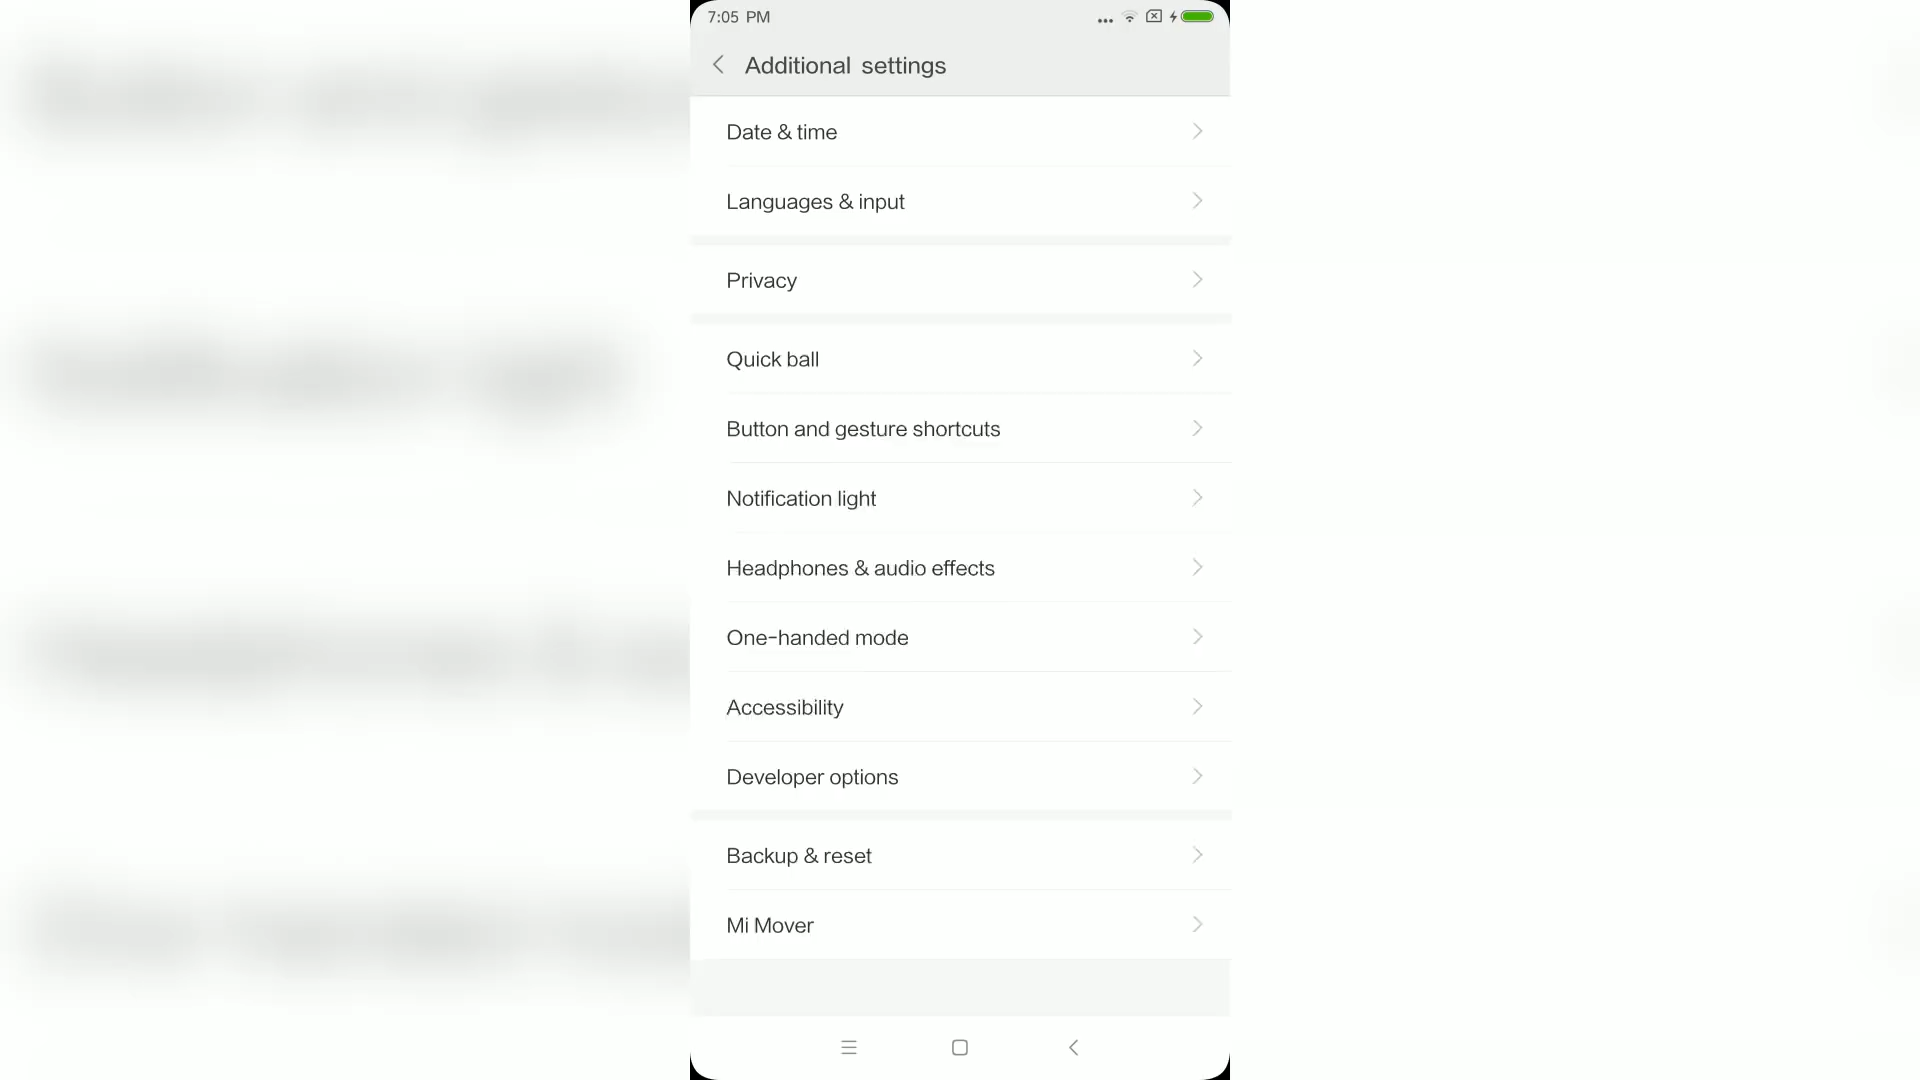 7:05 PM
Additional settings
Date & time
Languages & input
Privacy
Quick ball
Button and gesture shortcuts
Notification light
Headphones & audio effects
One-handed mode
Accessibility
Developer options
Backup & reset
Mi Mover